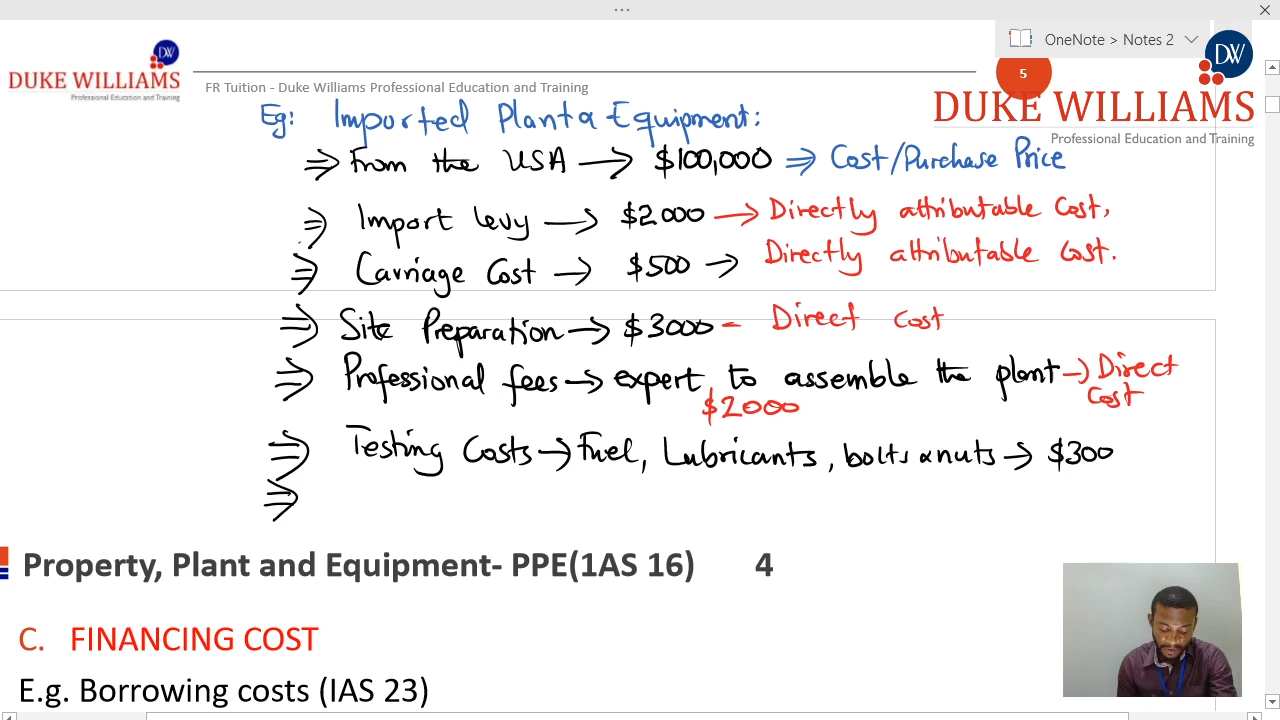 OneNote > Notes 2
DW
DUKE WILLIAMS
Professional Education and Training
FR Tuition - Duke Williams Professional Education and Training
5
DW
DUKE WILLIAMS
Professional Education and Training
Eg: Imported Plant & Equipment:
⇒ From the USA → $100,000 ⇒ Cost/Purchase Price
⇒ Import levy → $2000 → Directly attributable cost,
⇒ Carriage Cost → $500 → Directly attributable cost.
⇒ Site Preparation → $3000 - Direct cost
⇒ Professional fees → expert to assemble the plant → Direct
$2000 cost
⇒ Testing Costs → Fuel, Lubricants, bolts & nuts → $300
⇒
Property, Plant and Equipment- PPE(1AS 16) 4
C. FINANCING COST
E.g. Borrowing costs (IAS 23)